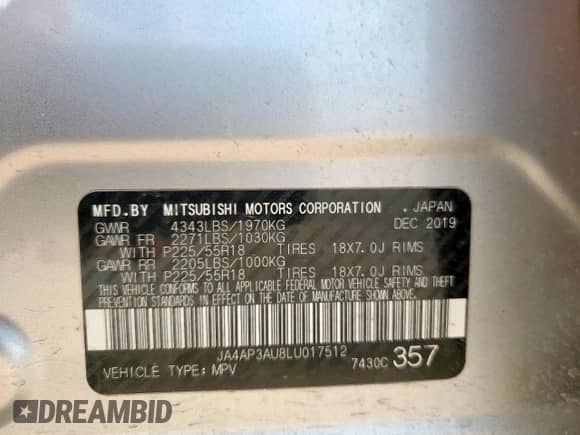 MFD.BY MITSUBISHI MOTORS CORPORATION . JAPAN
GVWR 4343LBS/1970KG DEC 2019
GAWR FR 2271LBS/1030KG
WITH P225/55R18 TIRES 18X7.0J RIMS
GAWR RR 2205LBS/1000KG
WITH P225/55R18 TIRES 18X7.0J RIMS
THIS VEHICLE CONFORMS TO ALL APPLICABLE FEDERAL MOTOR VEHICLE SAFETY AND THEFT
PREVENTION STANDARDS IN EFFECT ON THE DATE OF MANUFACTURE SHOWN ABOVE.
JA4AP3AU8LU017512
VEHICLE TYPE: MPV 7430C 357
DREAMBID